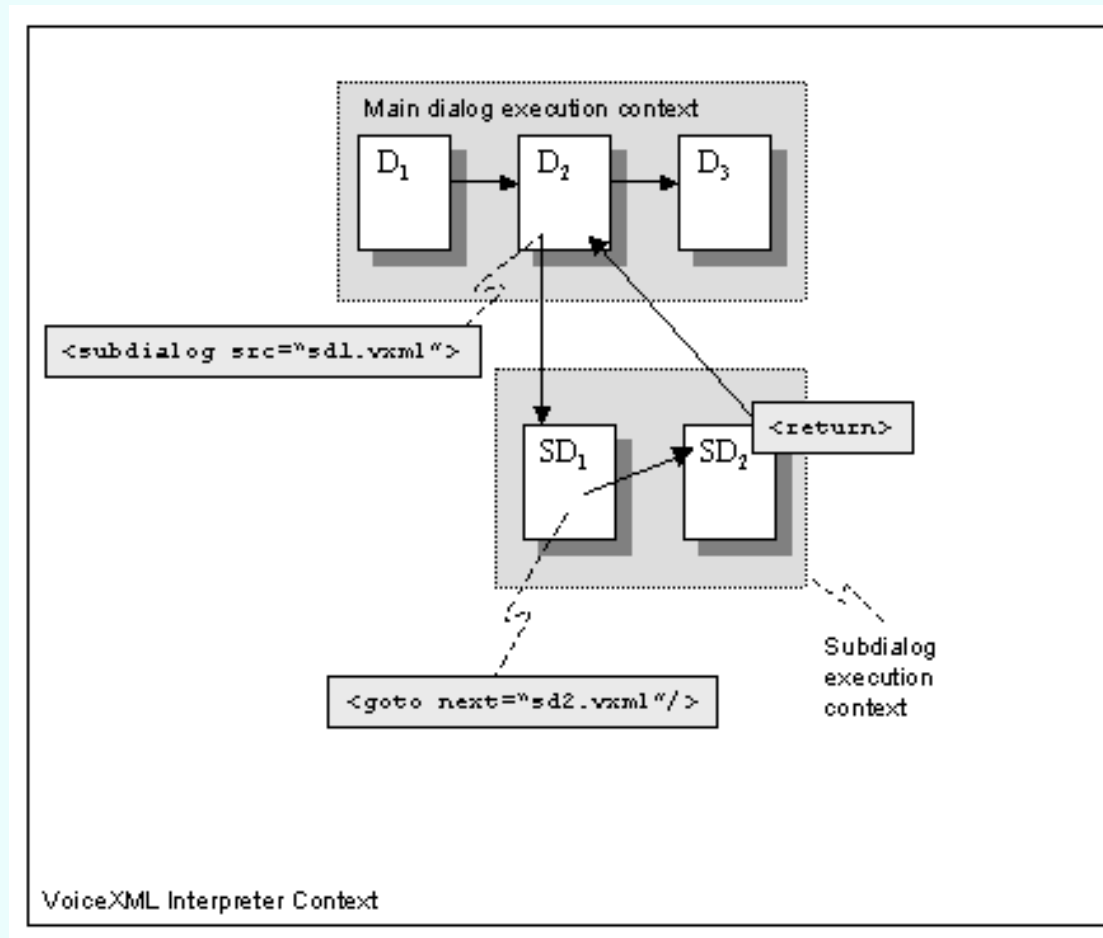 Main dialog execution context
D₁
D₂
D₃
<subdialog src="sd1.vxml">
<return>
SD₁
SD₂
Subdialog
execution
context
<goto next="sd2.vxml"/>
VoiceXML Interpreter Context